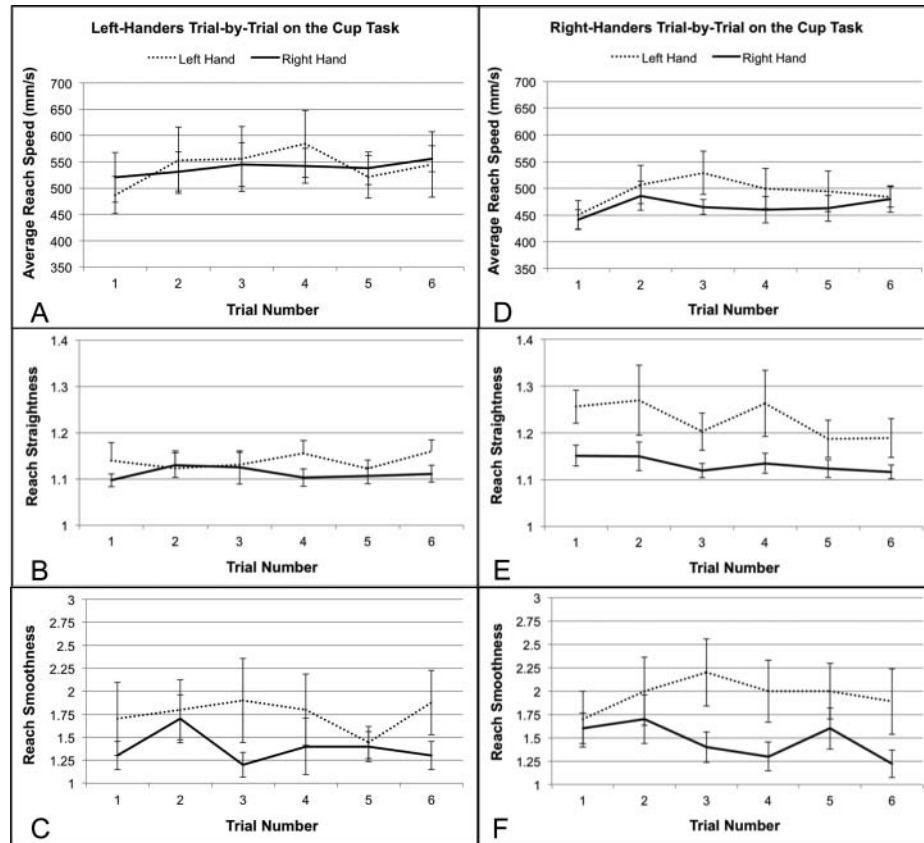 Left-Handers Trial-by-Trial on the Cup Task
Left Hand Right Hand
Average Reach Speed (mm/s)
700
650
600
550
500
450
400
350
1 2 3 4 5 6
Trial Number
A
Right-Handers Trial-by-Trial on the Cup Task
Left Hand Right Hand
Average Reach Speed (mm/s)
700
650
600
550
500
450
400
350
1 2 3 4 5 6
Trial Number
D
Reach Straightness
1.4
1.3
1.2
1.1
1
1 2 3 4 5 6
Trial Number
B
Reach Straightness
1.4
1.3
1.2
1.1
1
1 2 3 4 5 6
Trial Number
E
Reach Smoothness
3
2.75
2.5
2.25
2
1.75
1.5
1.25
1
1 2 3 4 5 6
Trial Number
C
Reach Smoothness
3
2.75
2.5
2.25
2
1.75
1.5
1.25
1
1 2 3 4 5 6
Trial Number
F